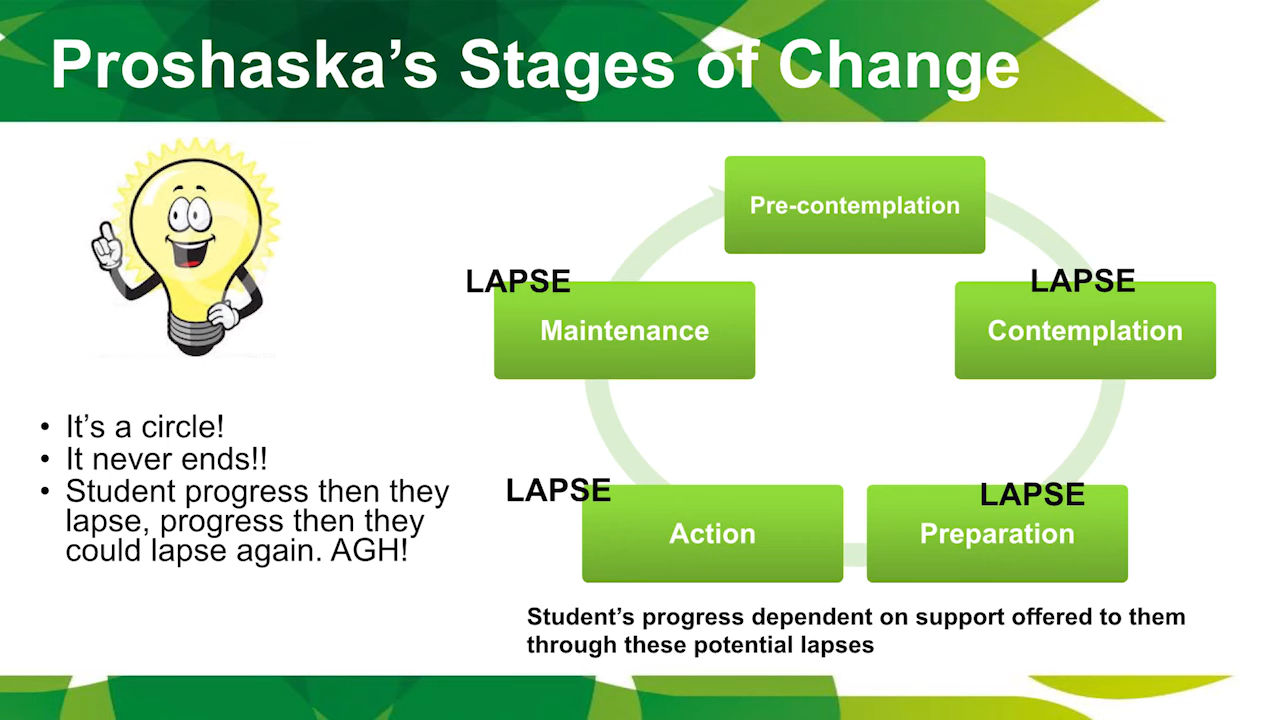 Proshaska’s Stages of Change
• It’s a circle!
• It never ends!!
• Student progress then they
lapse, progress then they
could lapse again. AGH!
Pre-contemplation
LAPSE
Contemplation
LAPSE
Preparation
LAPSE
Action
LAPSE
Maintenance
Student’s progress dependent on support offered to them
through these potential lapses